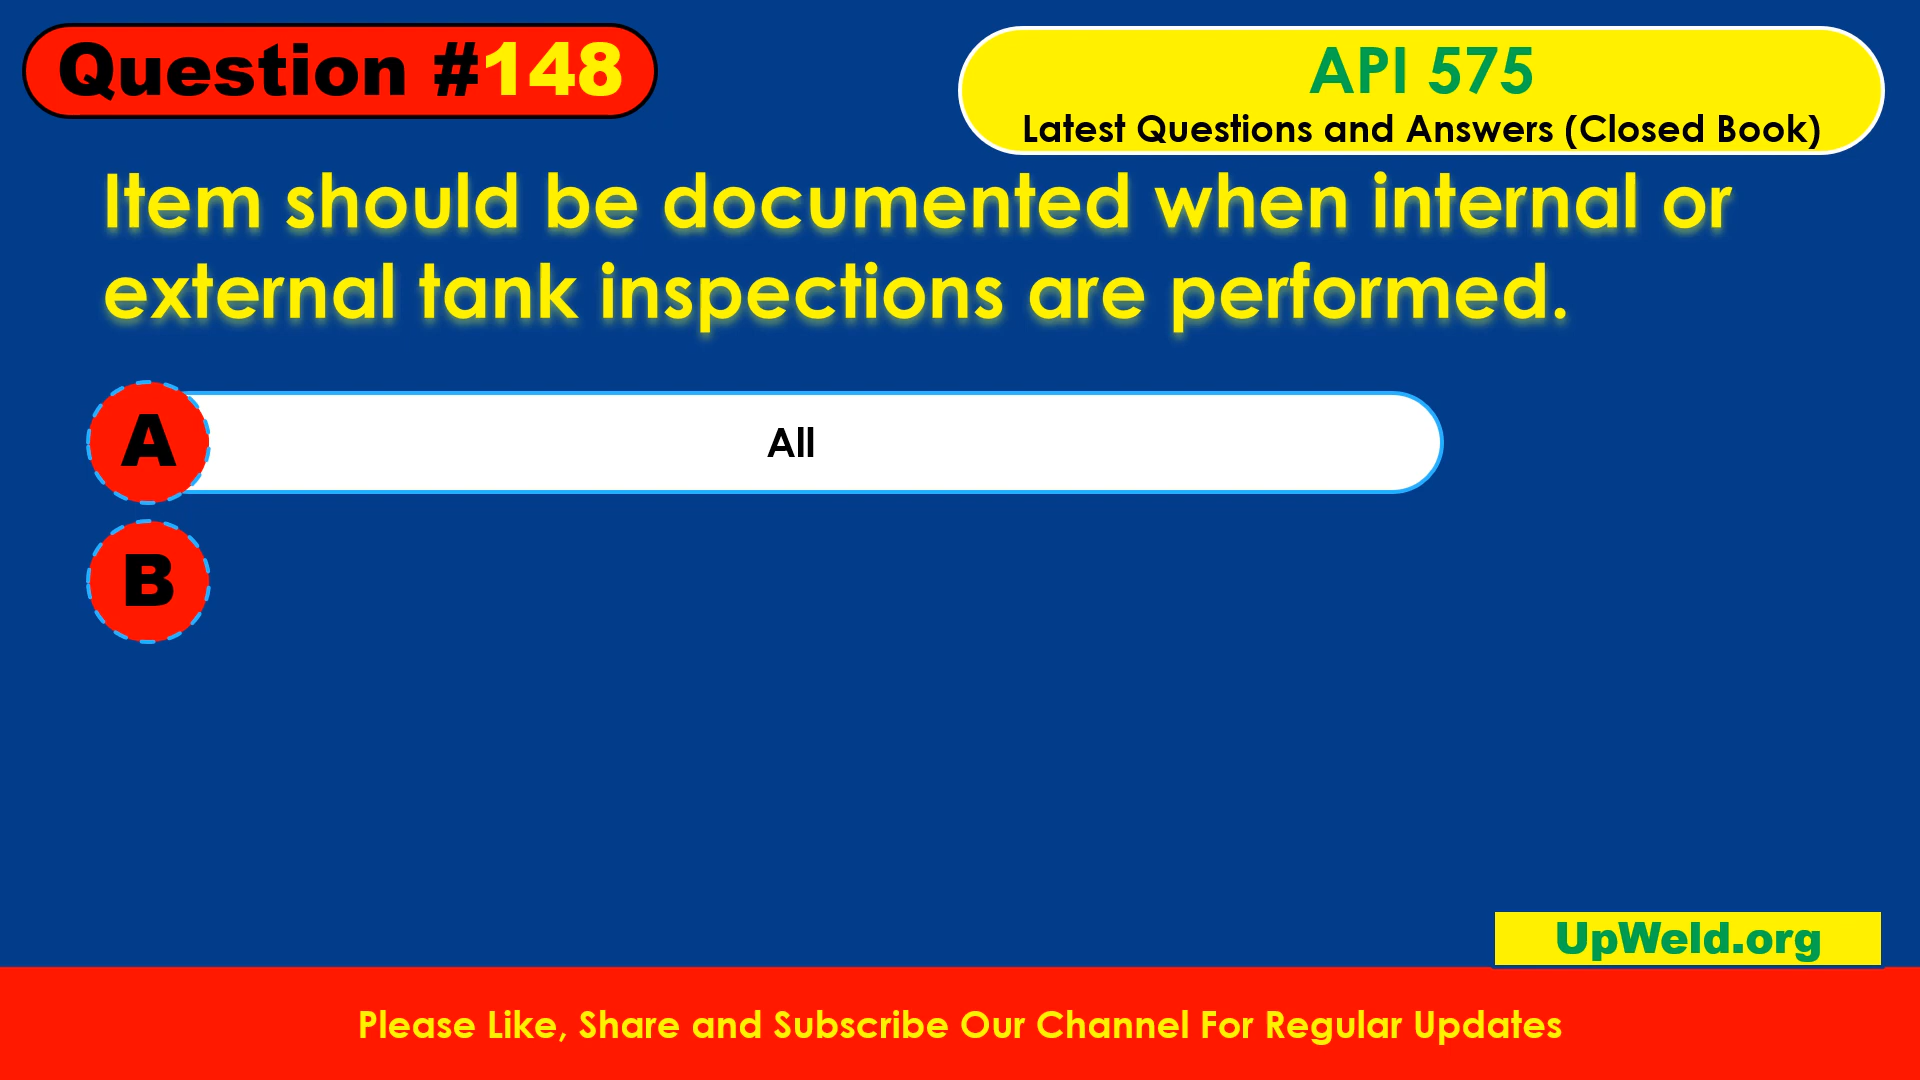 Question #148
API 575
Latest Questions and Answers (Closed Book)
Item should be documented when internal or
external tank inspections are performed.
A
All
B
UpWeld.org
Please Like, Share and Subscribe Our Channel For Regular Updates